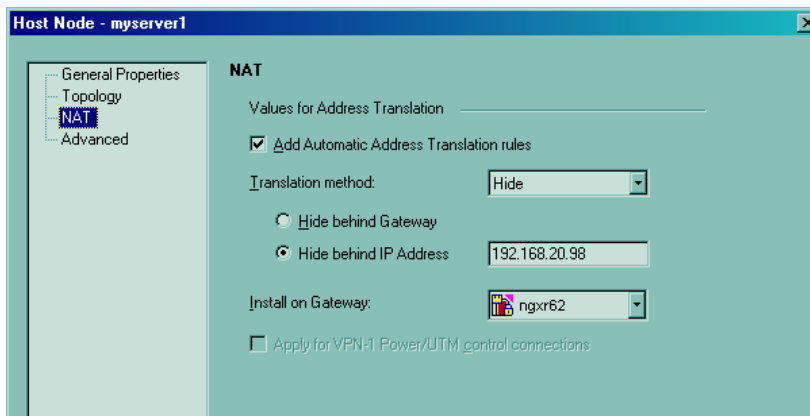 Host Node - myserver1
General Properties
Topology
NAT
Advanced
NAT
Values for Address Translation
Add Automatic Address Translation rules
Translation method: Hide
Hide behind Gateway
Hide behind IP Address 192.168.20.98
Install on Gateway: ngxr62
Apply for VPN-1 Power/UTM control connections